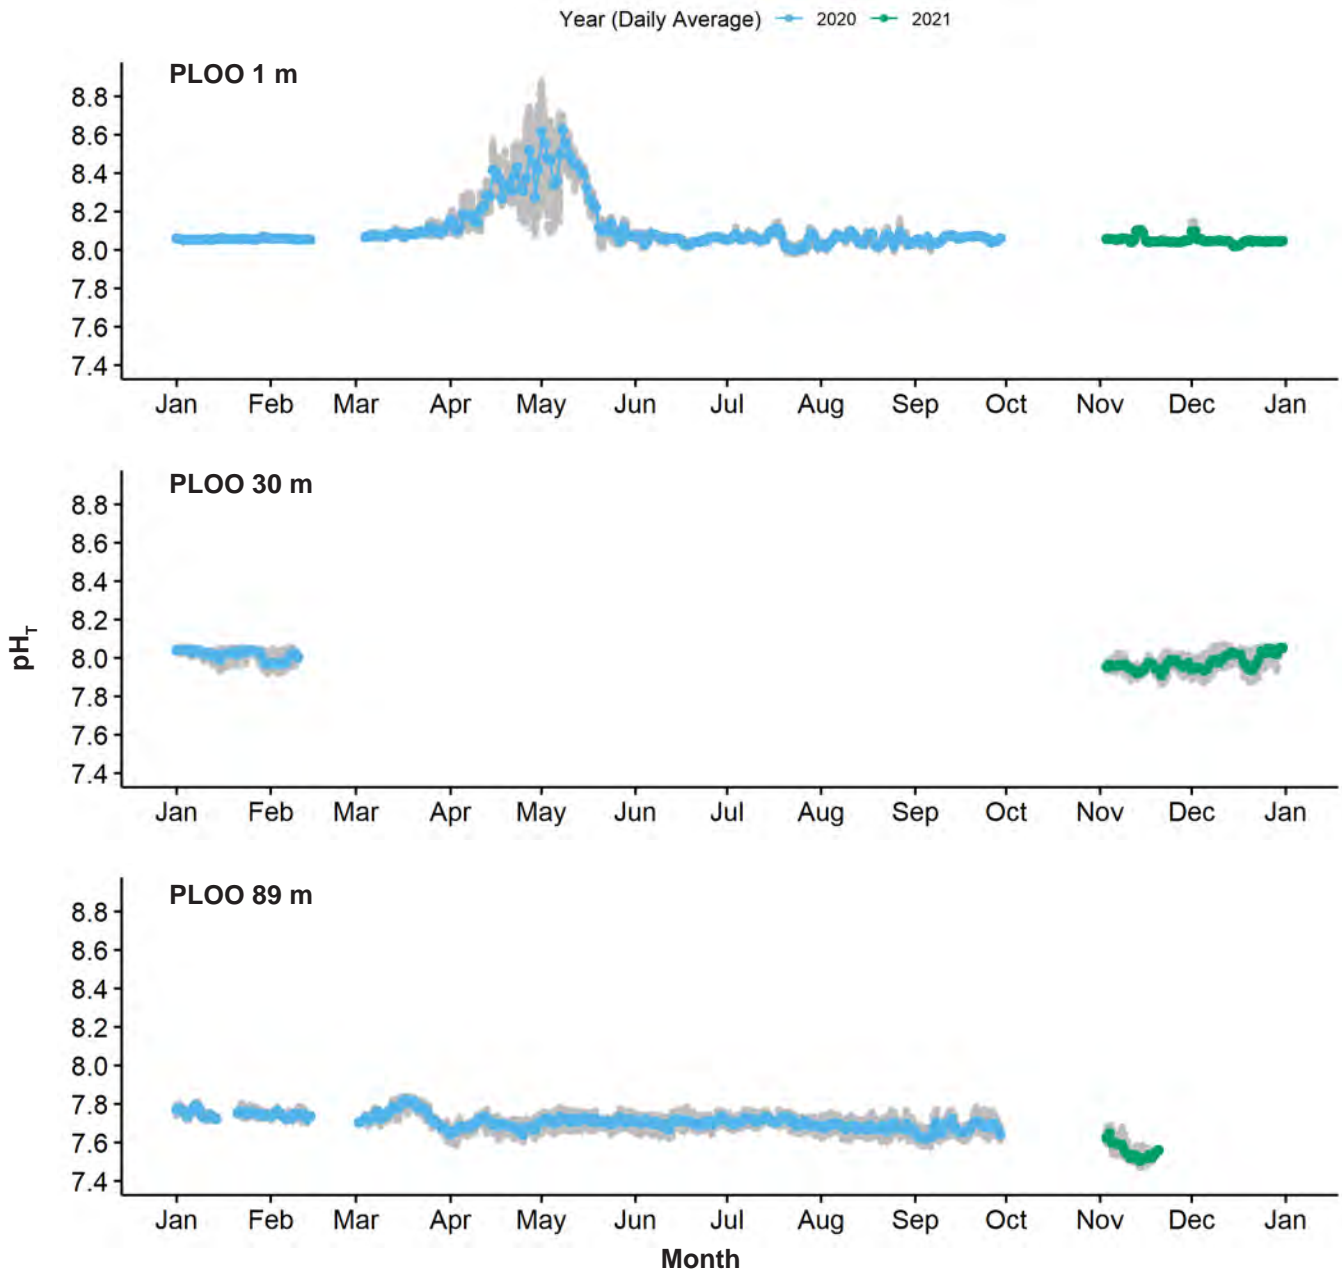 Year (Daily Average) 2020 2021
PLOO 1 m
8.8
8.6
8.4
8.2
8.0
7.8
7.6
7.4
Jan Feb Mar Apr May Jun Jul Aug Sep Oct Nov Dec Jan
PLOO 30 m
8.8
8.6
8.4
8.2
8.0
7.8
7.6
7.4
Jan Feb Mar Apr May Jun Jul Aug Sep Oct Nov Dec Jan
pHT
PLOO 89 m
8.8
8.6
8.4
8.2
8.0
7.8
7.6
7.4
Jan Feb Mar Apr May Jun Jul Aug Sep Oct Nov Dec Jan
Month